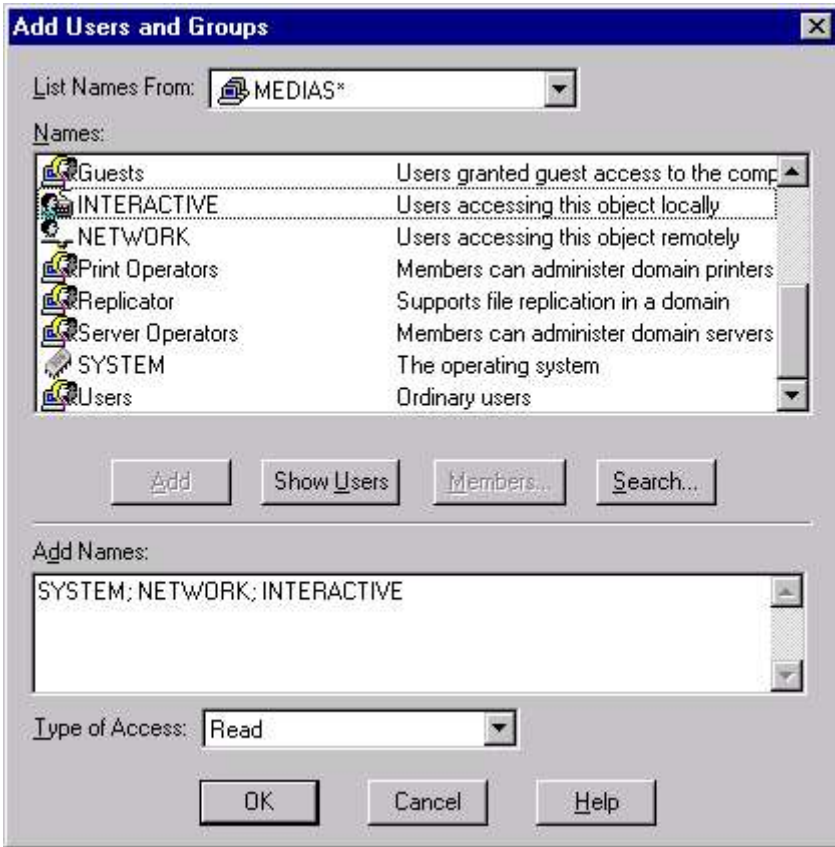 Add Users and Groups
List Names From: MEDIAS*
Names:
Guests Users granted guest access to the comp
INTERACTIVE Users accessing this object locally
NETWORK Users accessing this object remotely
Print Operators Members can administer domain printers
Replicator Supports file replication in a domain
Server Operators Members can administer domain servers
SYSTEM The operating system
Users Ordinary users
Add Show Users Members... Search...
Add Names:
SYSTEM; NETWORK; INTERACTIVE
Type of Access: Read
OK Cancel Help